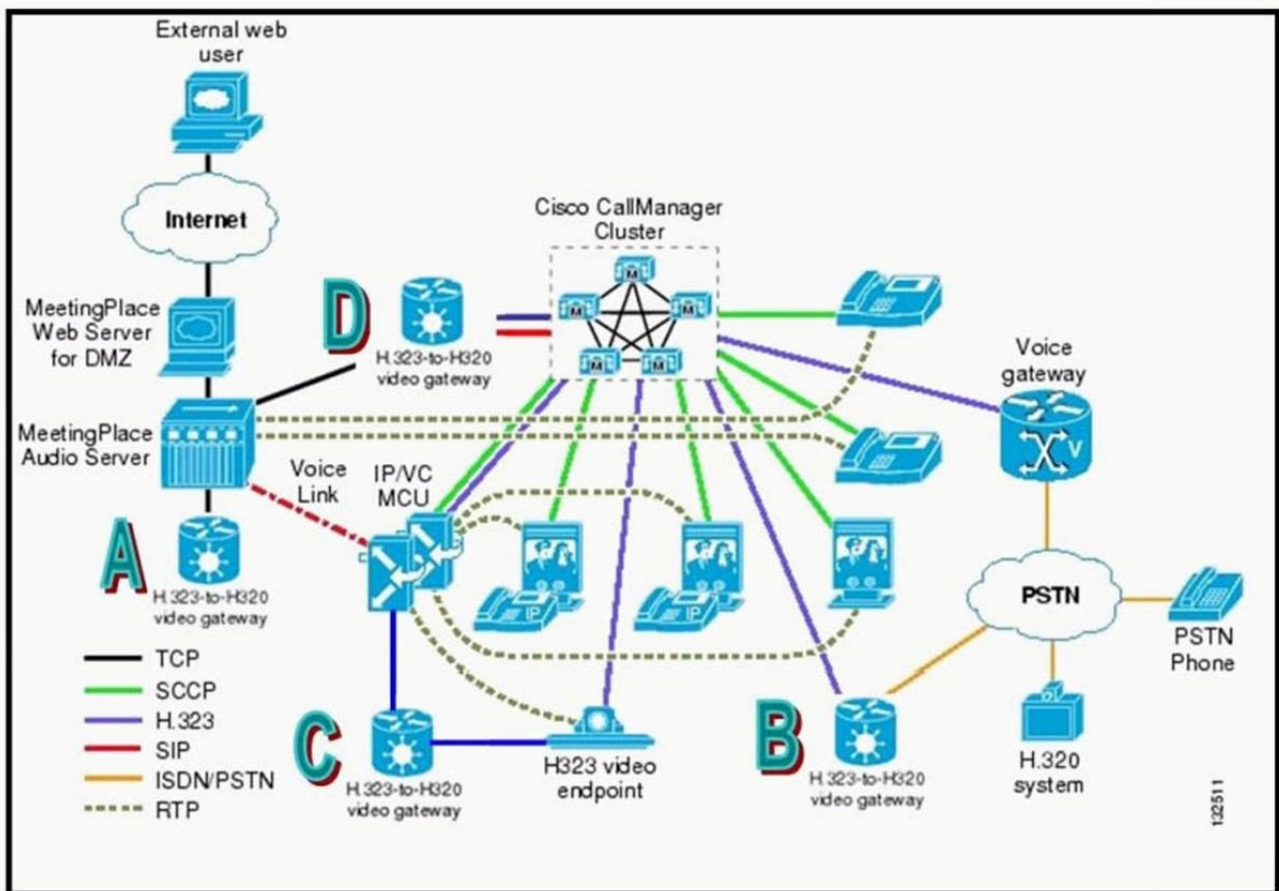 External web
user
Internet
Cisco CallManager
Cluster
M
M
M
M
M
MeetingPlace
Web Server
for DMZ
D
H.323-to-H320
video gateway
MeetingPlace
Audio Server
Voice
Link
IP/VC
MCU
Voice
gateway
V
A
H.323-to-H320
video gateway
IP
IP
PSTN
PSTN
Phone
TCP
SCCP
H.323
SIP
ISDN/PSTN
RTP
C
H.323-to-H320
video gateway
H323 video
endpoint
B
H.323-to-H320
video gateway
H.320
system
132511